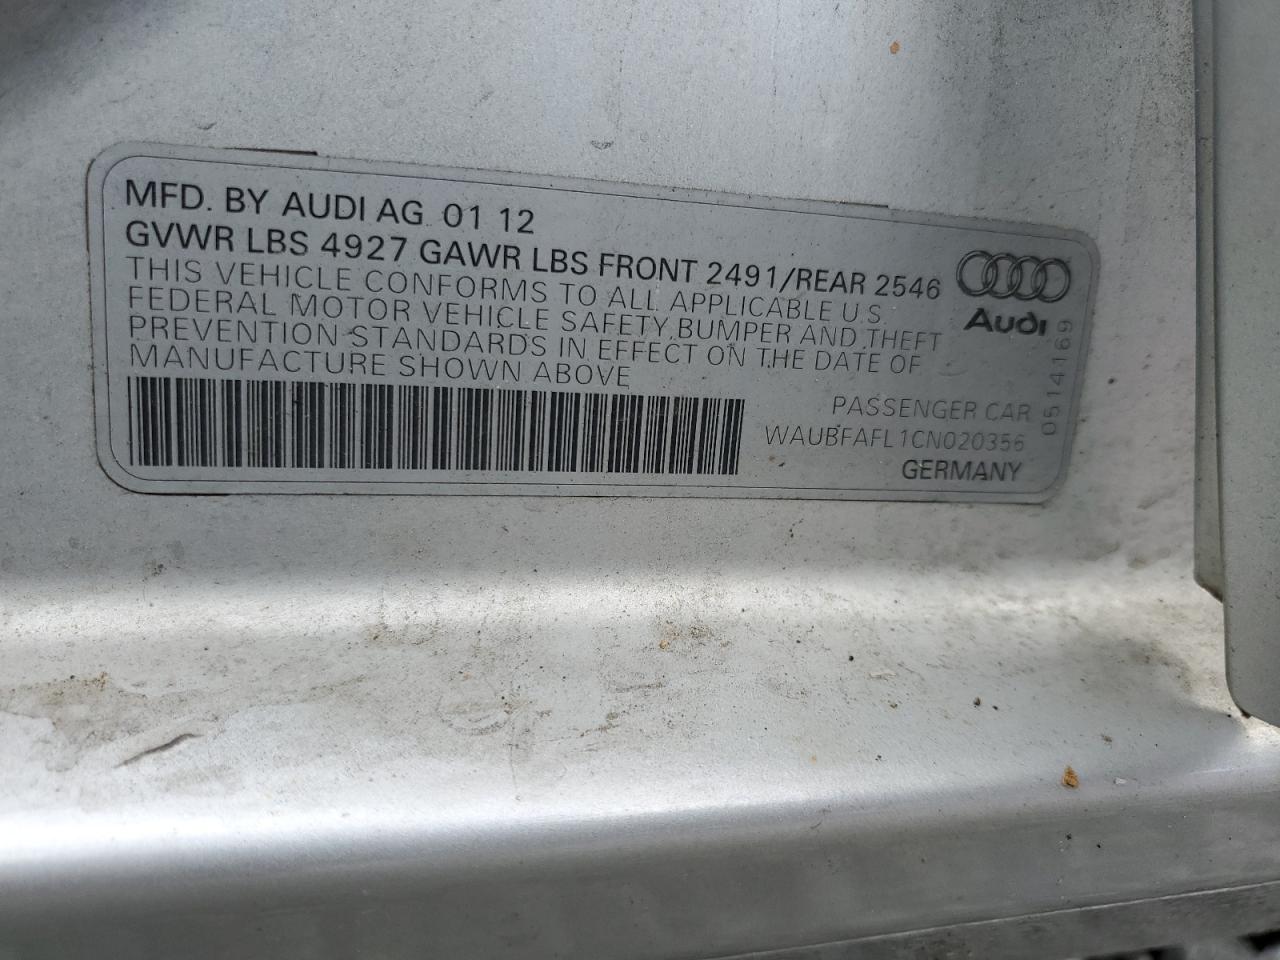 MFD. BY AUDI AG 01 12
GVWR LBS 4927 GAWR LBS FRONT 2491/REAR 2546
THIS VEHICLE CONFORMS TO ALL APPLICABLE U.S.
FEDERAL MOTOR VEHICLE SAFETY, BUMPER AND THEFT
PREVENTION STANDARDS IN EFFECT ON THE DATE OF
MANUFACTURE SHOWN ABOVE
Audi
0514169
PASSENGER CAR
WAUBFAFL1CN020356
GERMANY